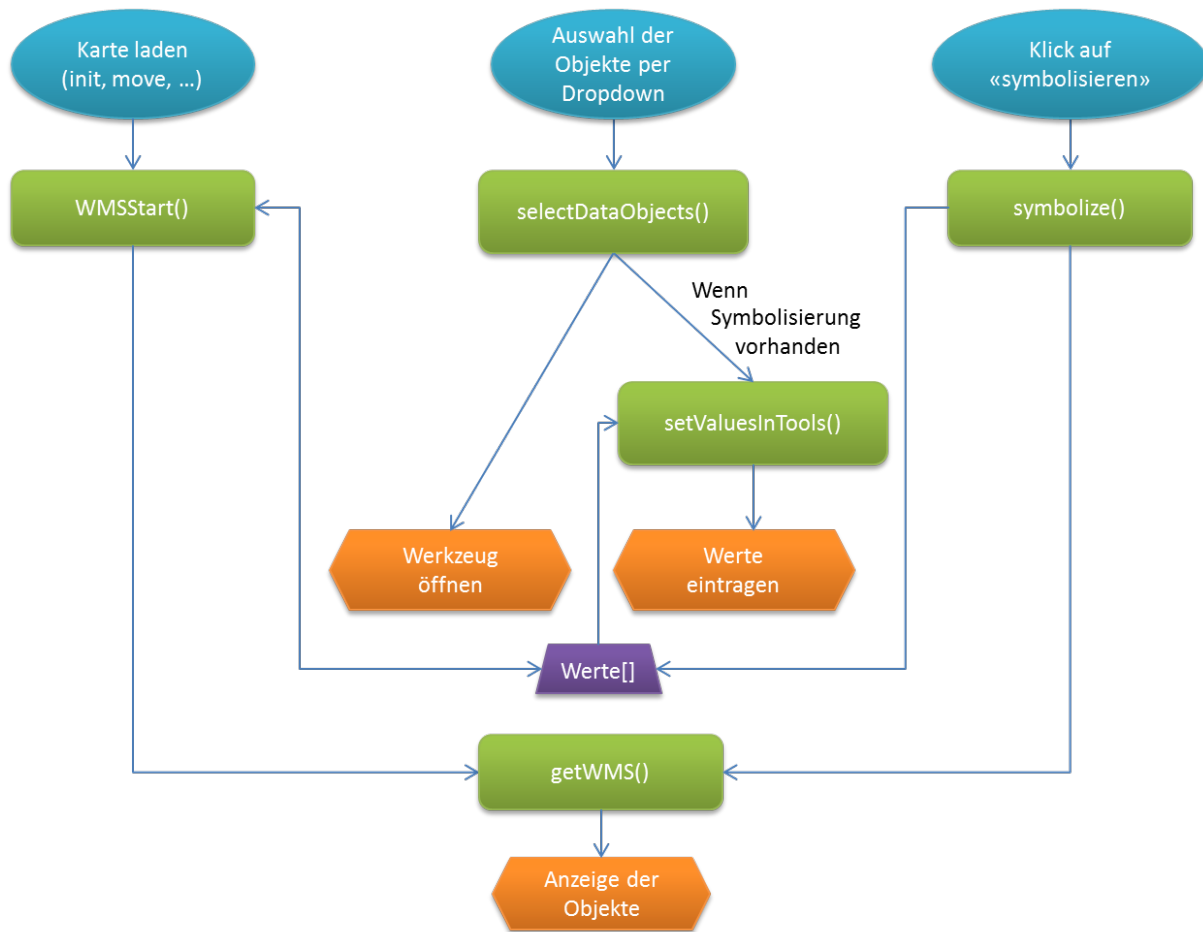 Karte laden
(init, move, …)
Auswahl der
Objekte per
Dropdown
Klick auf
«symbolisieren»
WMSStart()
selectDataObjects()
symbolize()
Wenn
Symbolisierung
vorhanden
setValuesInTools()
Werkzeug
öffnen
Werte
eintragen
Werte[]
getWMS()
Anzeige der
Objekte